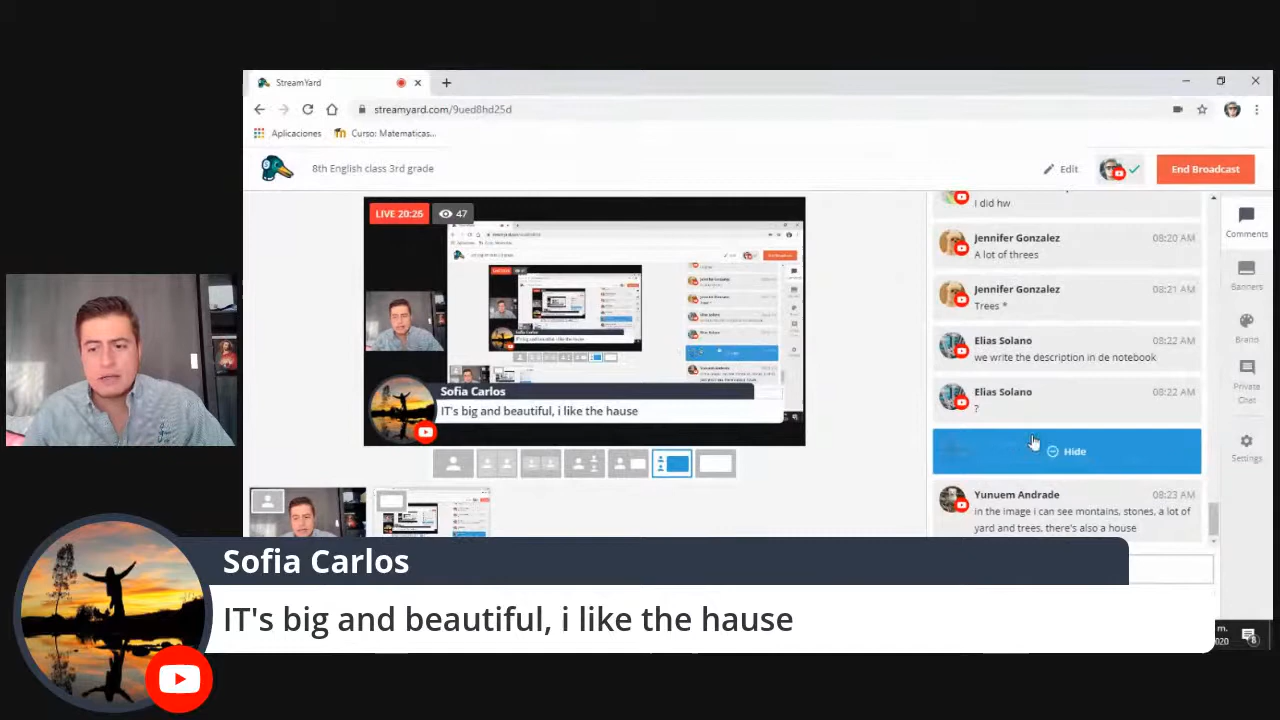 StreamYard
streamyard.com/9ued8hd25d
Aplicaciones
Curso: Matematicas...
8th English class 3rd grade
Edit
End Broadcast
LIVE 20:26
47
Sofia Carlos
IT's big and beautiful, i like the hause
I did hw
Jennifer Gonzalez 08:20 AM
A lot of threes
Jennifer Gonzalez 08:21 AM
Trees *
Elias Solano 08:22 AM
we write the description in de notebook
Elias Solano 08:22 AM
?
Hide
Yunuem Andrade 08:23 AM
in the image i can see montains, stones, a lot of
yard and trees, there's also a house
Comments
Banners
Brand
Private
Chat
Settings
Sofia Carlos
IT's big and beautiful, i like the hause